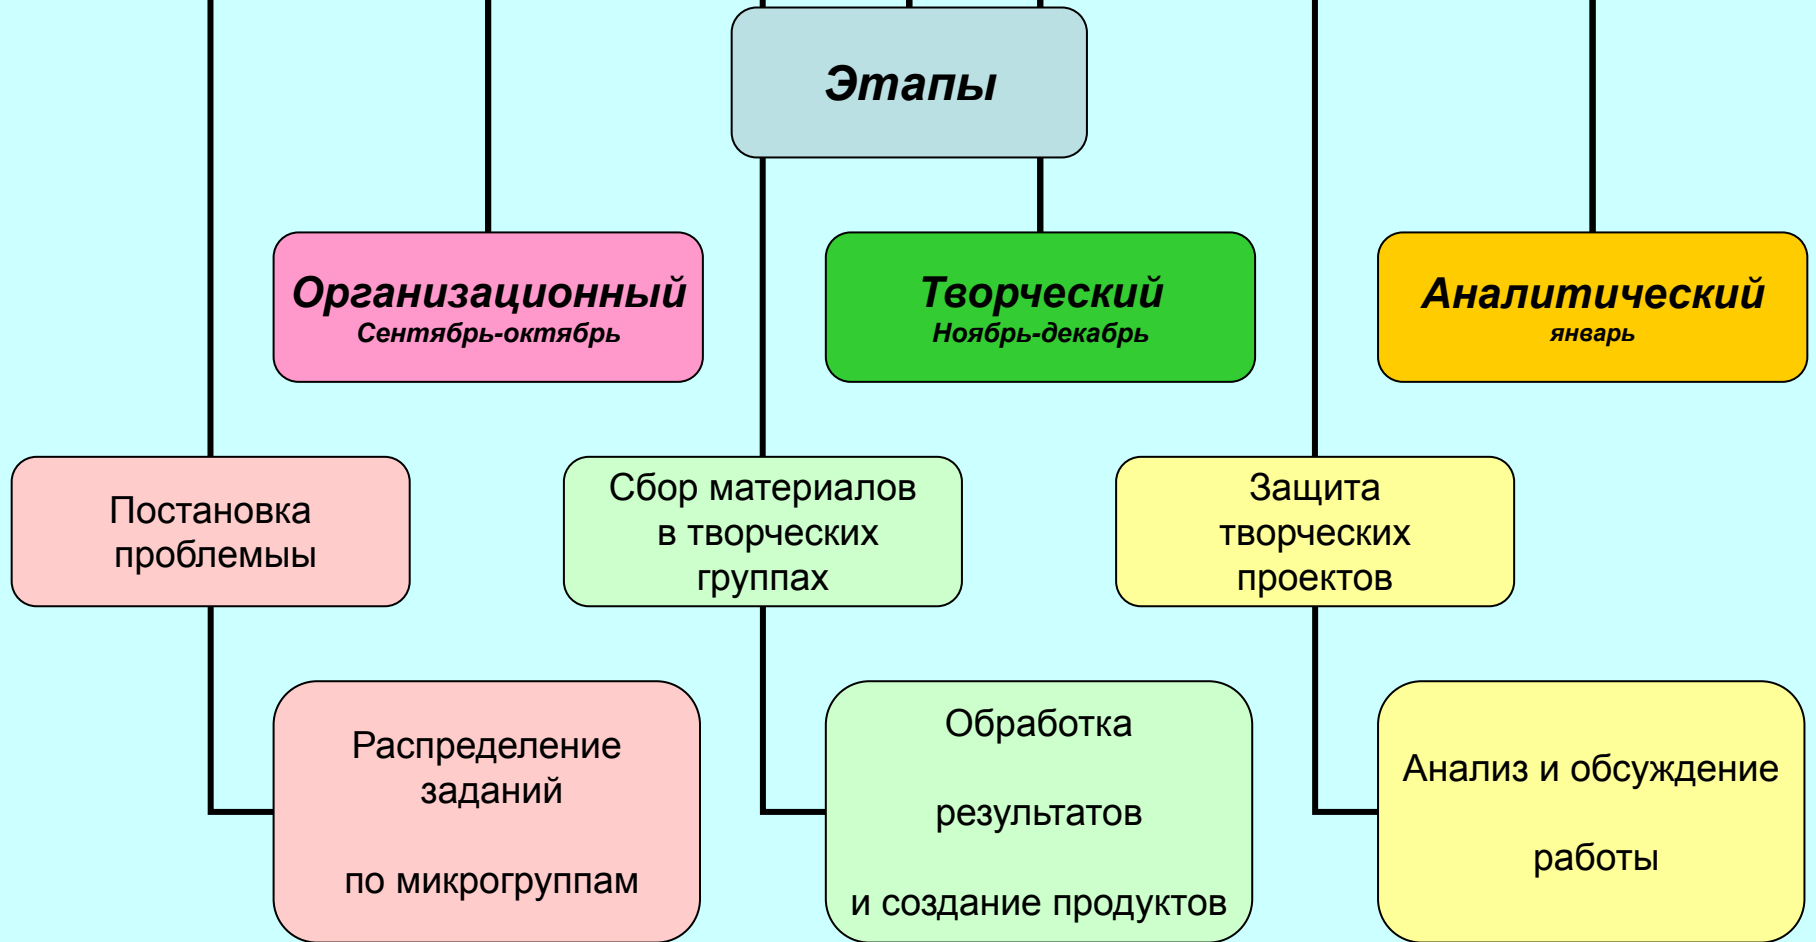 Этапы
Организационный
Сентябрь-октябрь
Творческий
Ноябрь-декабрь
Аналитический
январь
Постановка
проблемыы
Сбор материалов
в творческих
группах
Защита
творческих
проектов
Распределение
заданий
по микрогруппам
Обработка
результатов
и создание продуктов
Анализ и обсуждение
работы